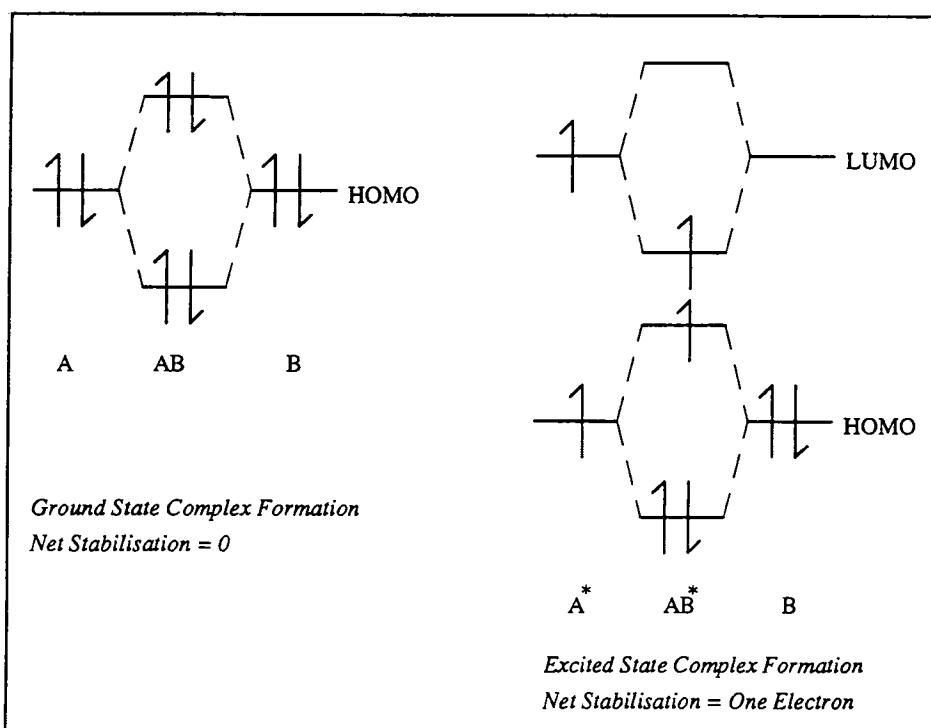 HOMO
A AB B
Ground State Complex Formation
Net Stabilisation = 0
LUMO
HOMO
A* AB* B
Excited State Complex Formation
Net Stabilisation = One Electron